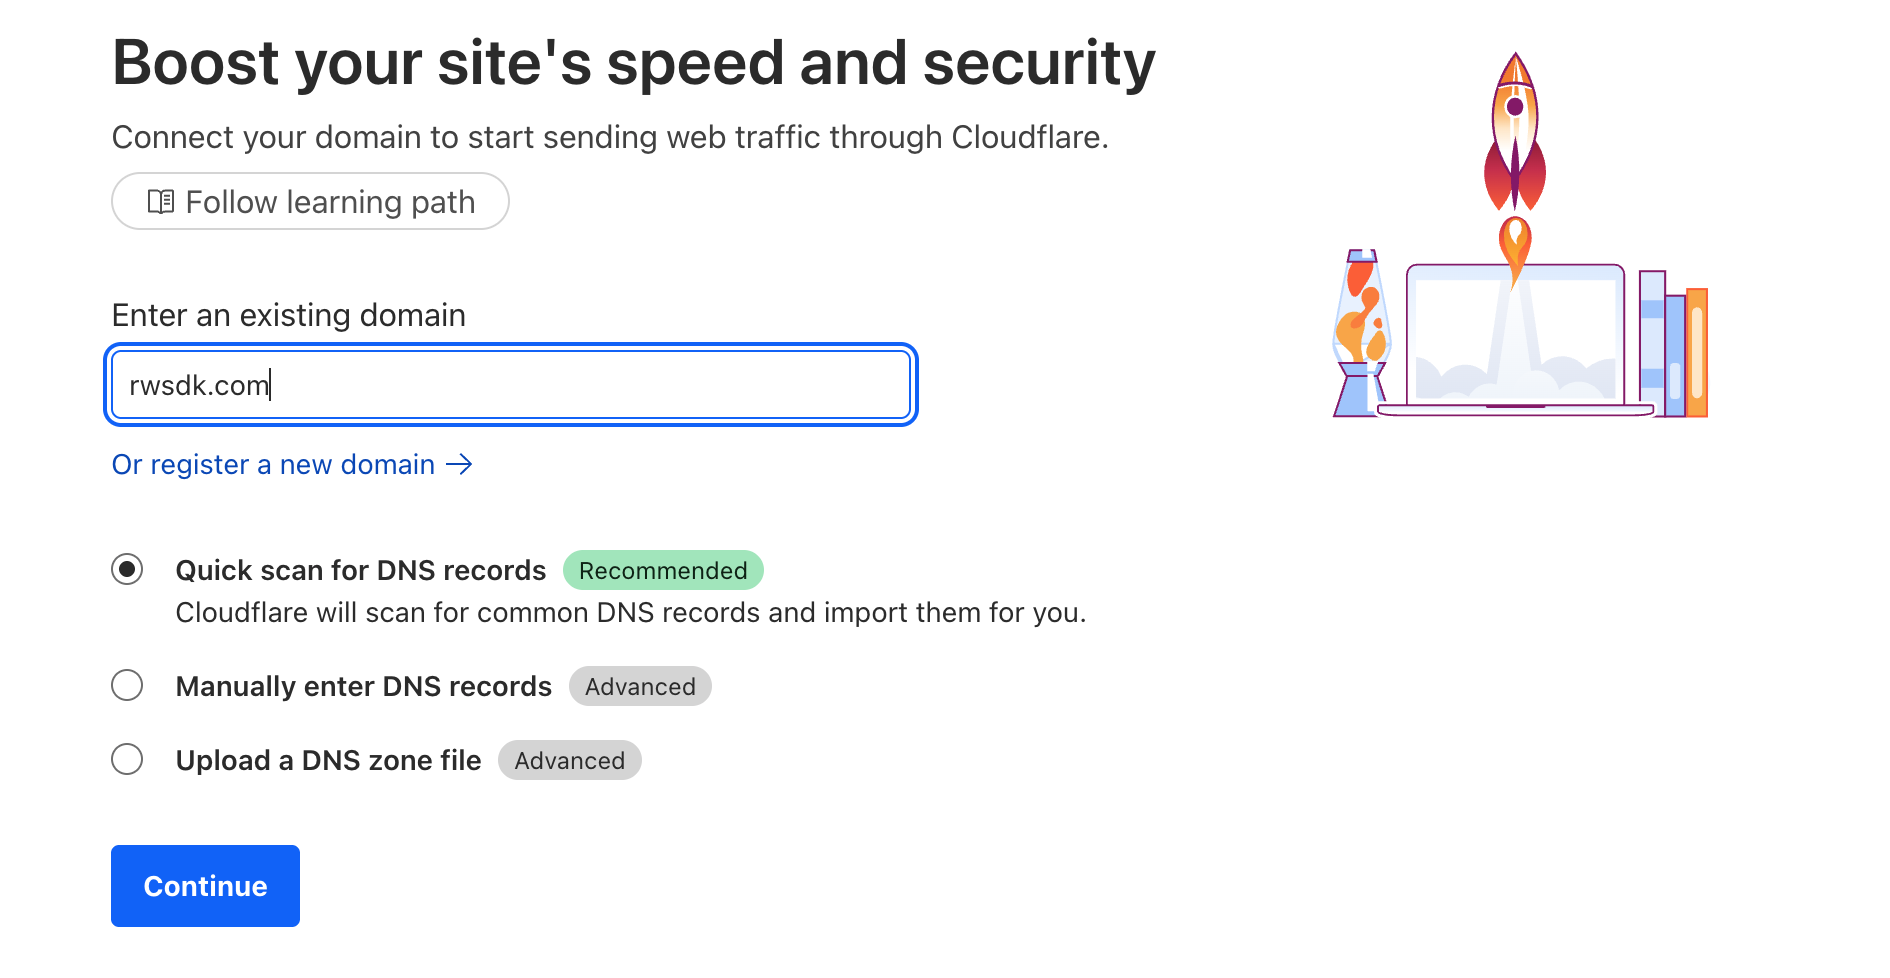 Boost your site's speed and security
Connect your domain to start sending web traffic through Cloudflare.
Follow learning path
Enter an existing domain
rwsdk.com
Or register a new domain →
Quick scan for DNS records Recommended
Cloudflare will scan for common DNS records and import them for you.
Manually enter DNS records Advanced
Upload a DNS zone file Advanced
Continue